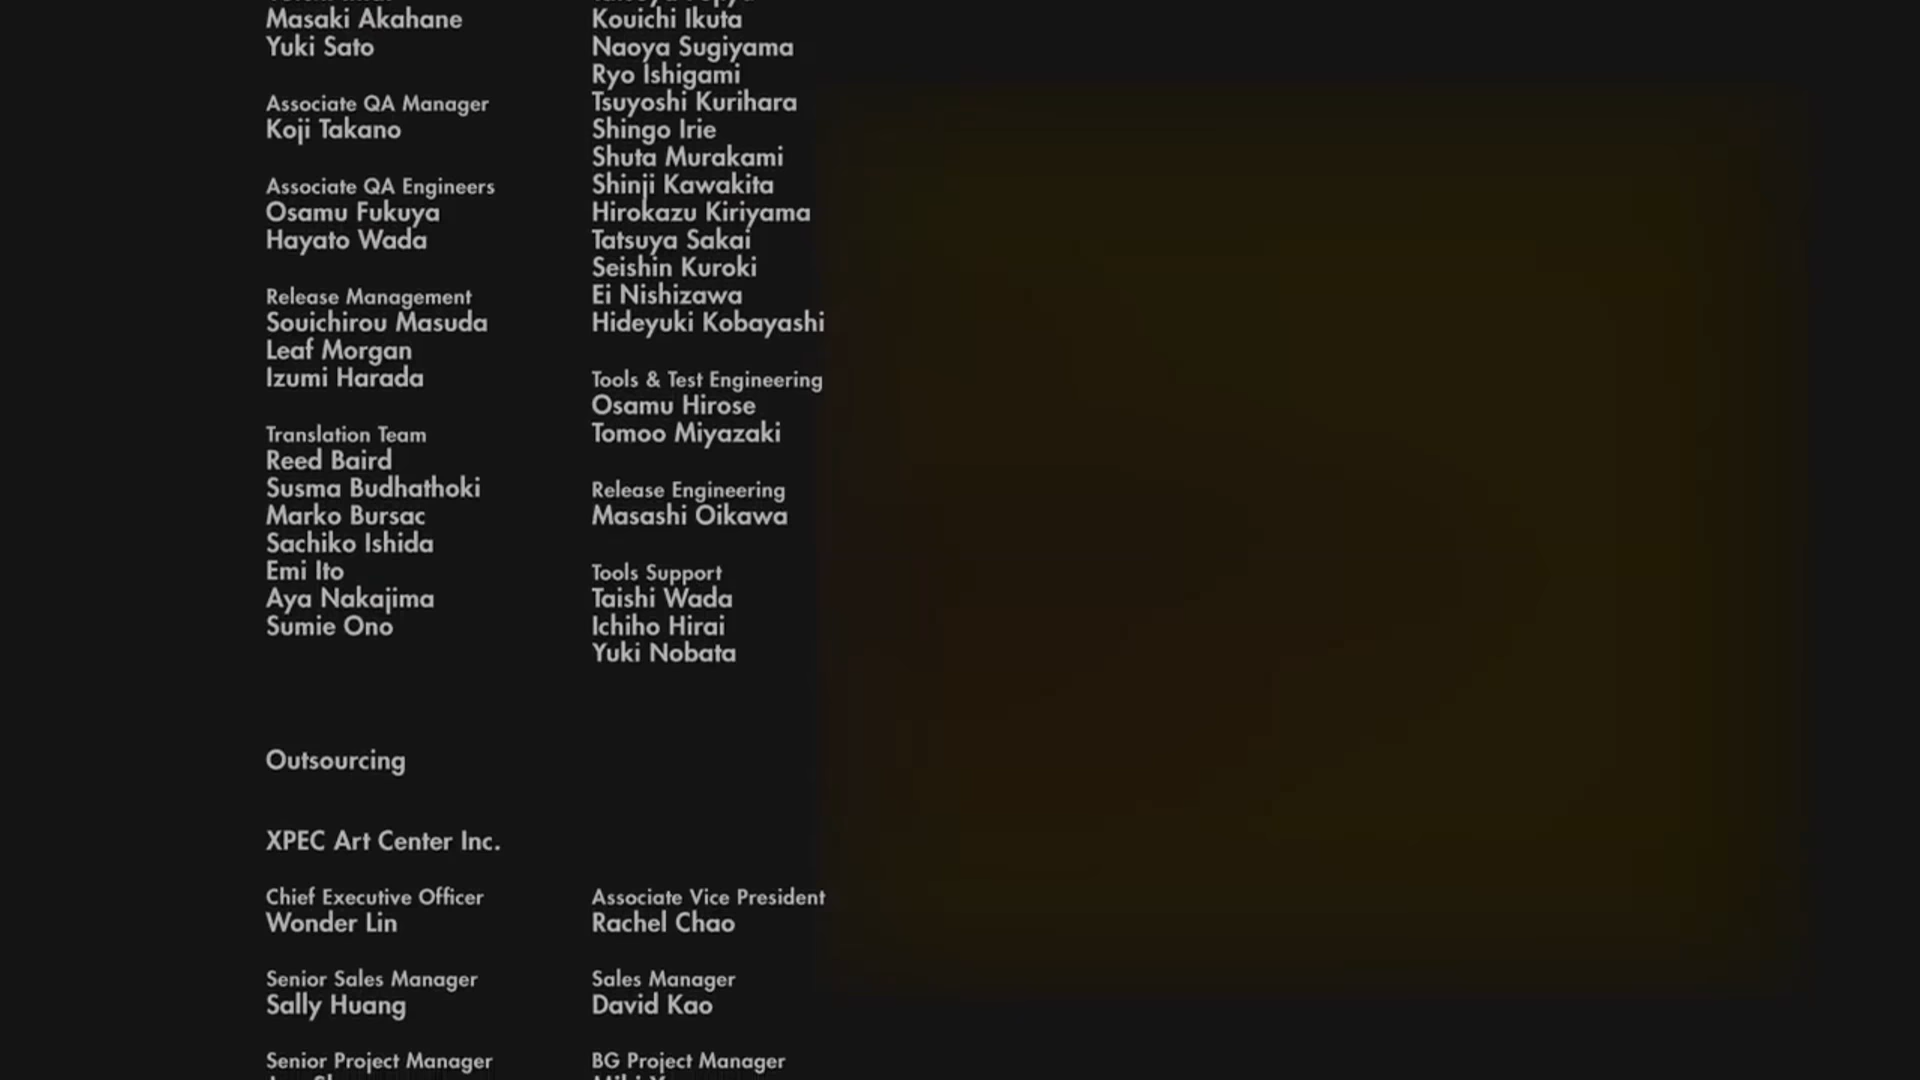 Masaki Akahane
Yuki Sato
Associate QA Manager
Koji Takano
Associate QA Engineers
Osamu Fukuya
Hayato Wada
Release Management
Souichirou Masuda
Leaf Morgan
Izumi Harada
Translation Team
Reed Baird
Susma Budhathoki
Marko Bursac
Sachiko Ishida
Emi Ito
Aya Nakajima
Sumie Ono
Kouichi Ikuta
Naoya Sugiyama
Ryo Ishigami
Tsuyoshi Kurihara
Shingo Irie
Shuta Murakami
Shinji Kawakita
Hirokazu Kiriyama
Tatsuya Sakai
Seishin Kuroki
Ei Nishizawa
Hideyuki Kobayashi
Tools & Test Engineering
Osamu Hirose
Tomoo Miyazaki
Release Engineering
Masashi Oikawa
Tools Support
Taishi Wada
Ichiho Hirai
Yuki Nobata
Outsourcing
XPEC Art Center Inc.
Chief Executive Officer
Wonder Lin
Associate Vice President
Rachel Chao
Senior Sales Manager
Sally Huang
Sales Manager
David Kao
Senior Project Manager
BG Project Manager